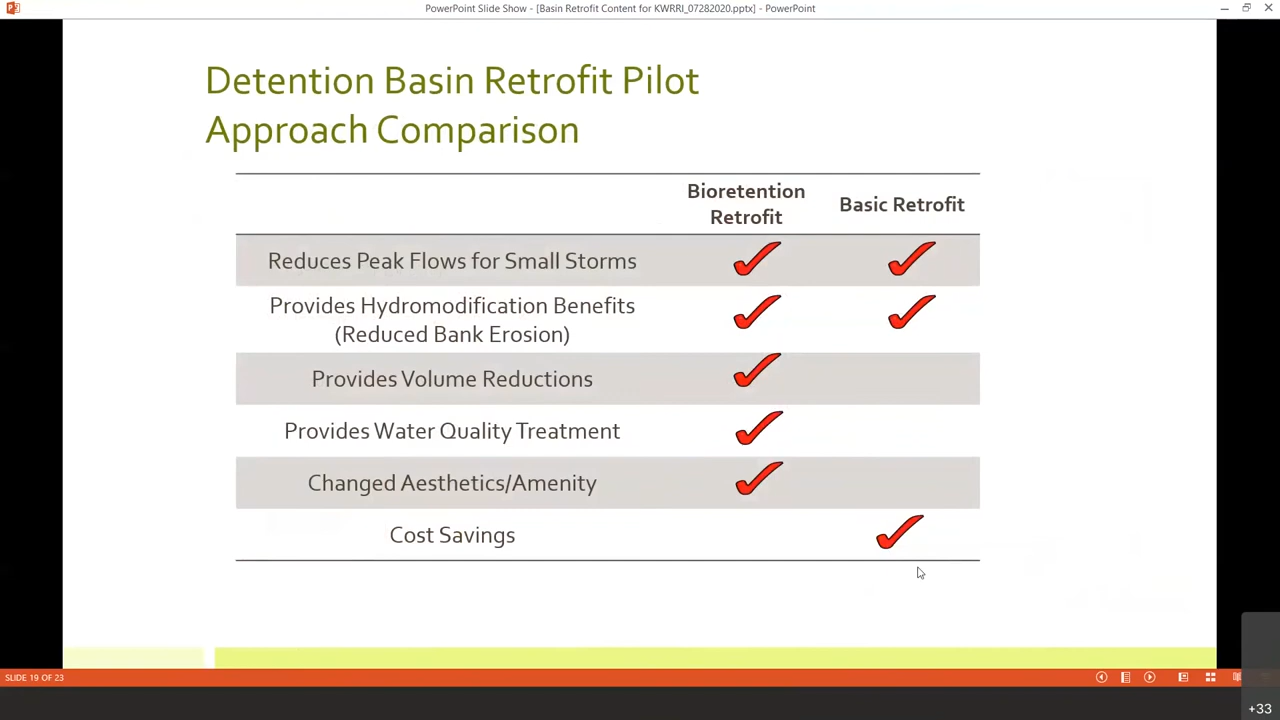 PowerPoint Slide Show - [Basin Retrofit Content for KWRRI_07282020.pptx] - PowerPoint
Detention Basin Retrofit Pilot
Approach Comparison
Bioretention
Retrofit
Basic Retrofit
Reduces Peak Flows for Small Storms
Provides Hydromodification Benefits
(Reduced Bank Erosion)
Provides Volume Reductions
Provides Water Quality Treatment
Changed Aesthetics/Amenity
Cost Savings
SLIDE 19 OF 23
+33